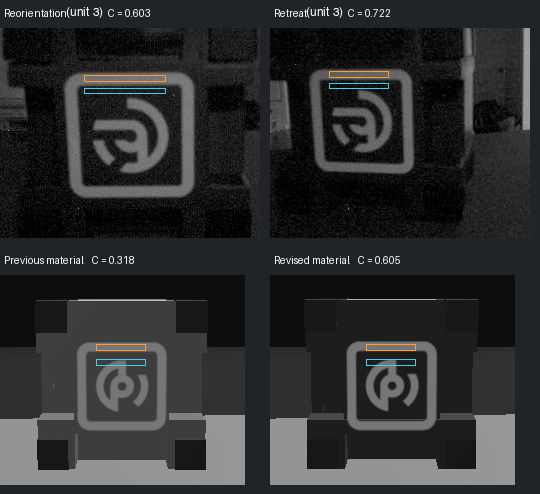 Reorientation(unit 3) C = 0.603
Retreat(unit 3) C = 0.722
Previous material C = 0.318
Revised material C = 0.605